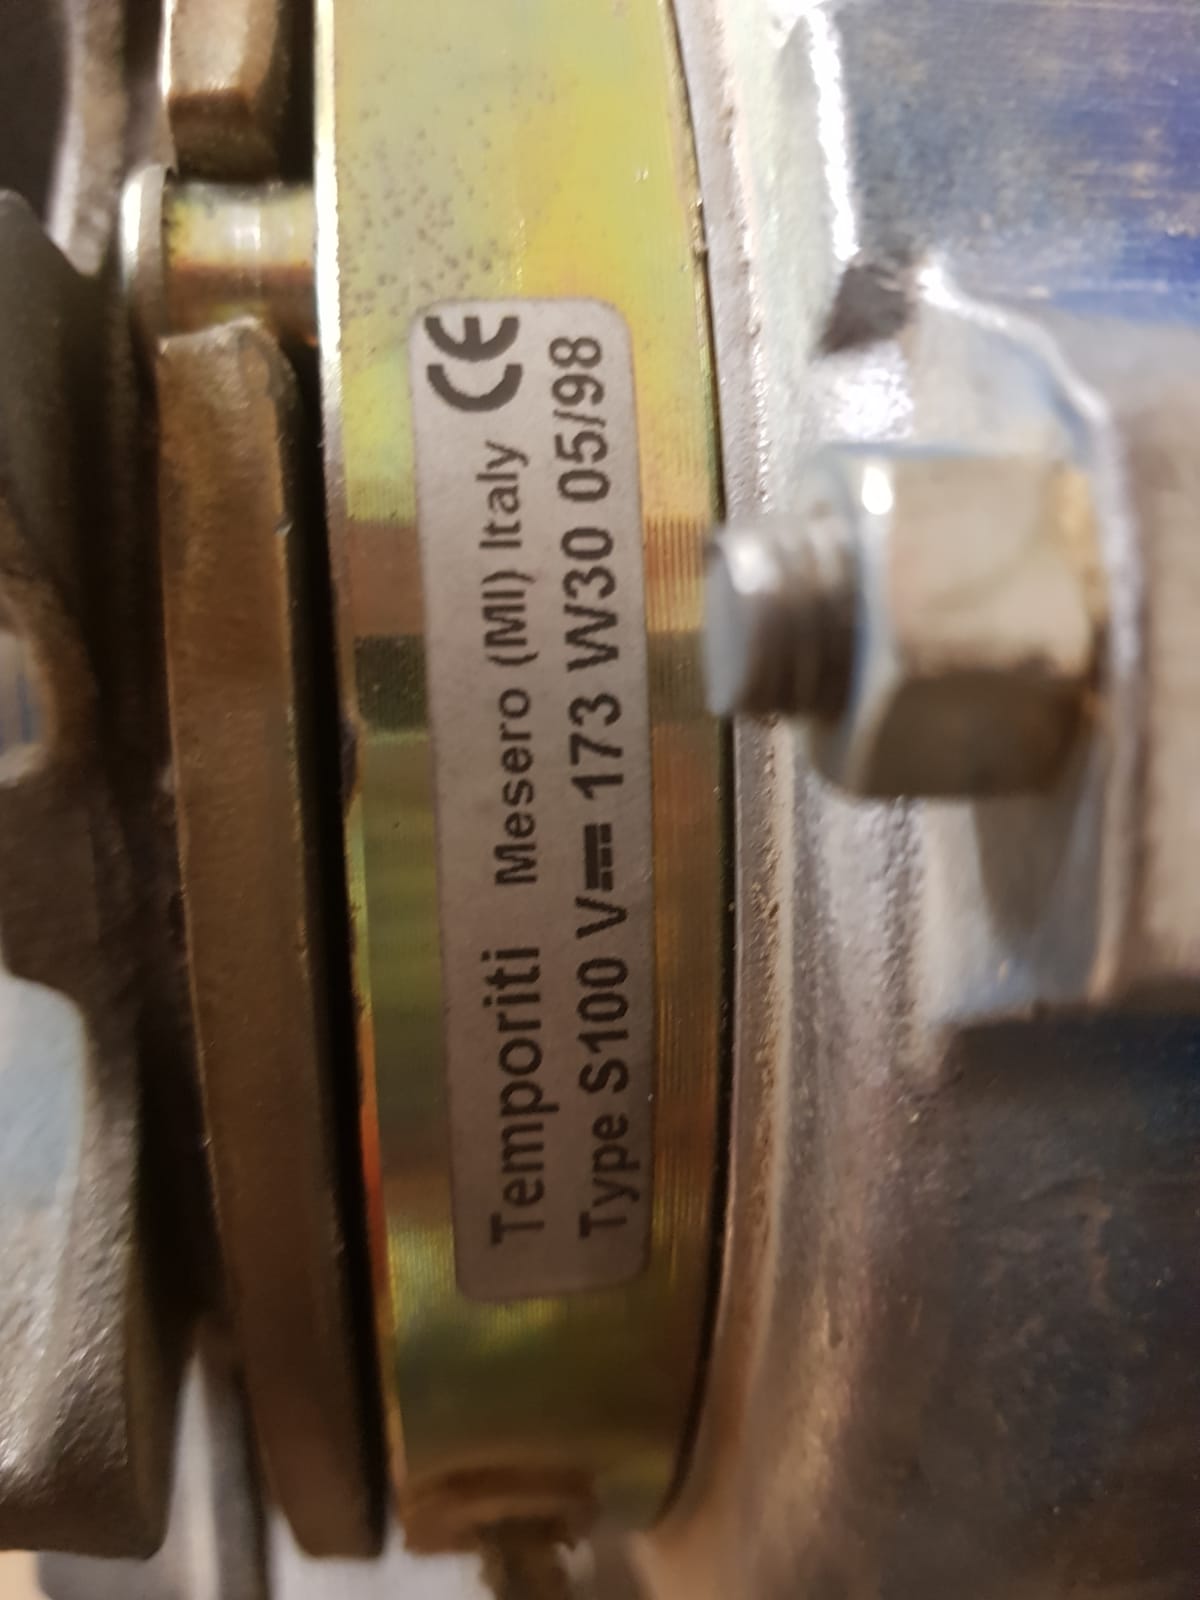 Temporiti Mesero (MI) Italy CE
Type S100 V⎓ 173 W30 05/98